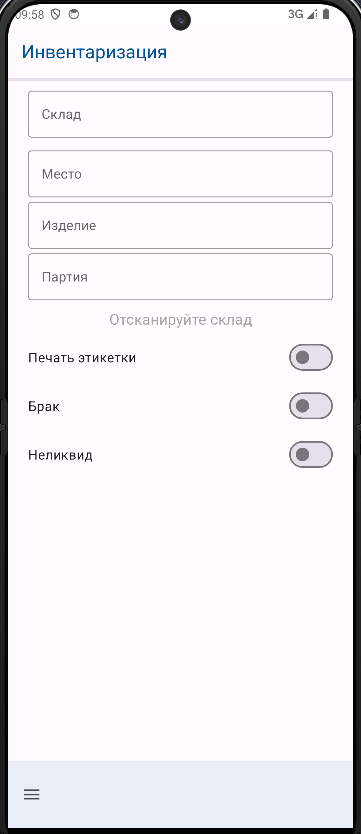 09:58 3G
Инвентаризация
Склад
Место
Изделие
Партия
Отсканируйте склад
Печать этикетки
Брак
Неликвид